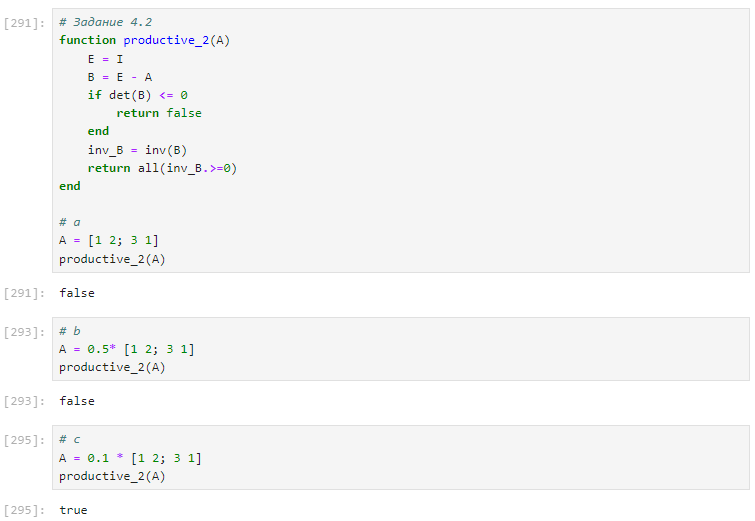 [291]: # Задание 4.2
function productive_2(A)
    E = I
    B = E - A
    if det(B) <= 0
        return false
    end
    inv_B = inv(B)
    return all(inv_B.>=0)
end
# a
A = [1 2; 3 1]
productive_2(A)
[291]: false
[293]: # b
A = 0.5* [1 2; 3 1]
productive_2(A)
[293]: false
[295]: # c
A = 0.1 * [1 2; 3 1]
productive_2(A)
[295]: true